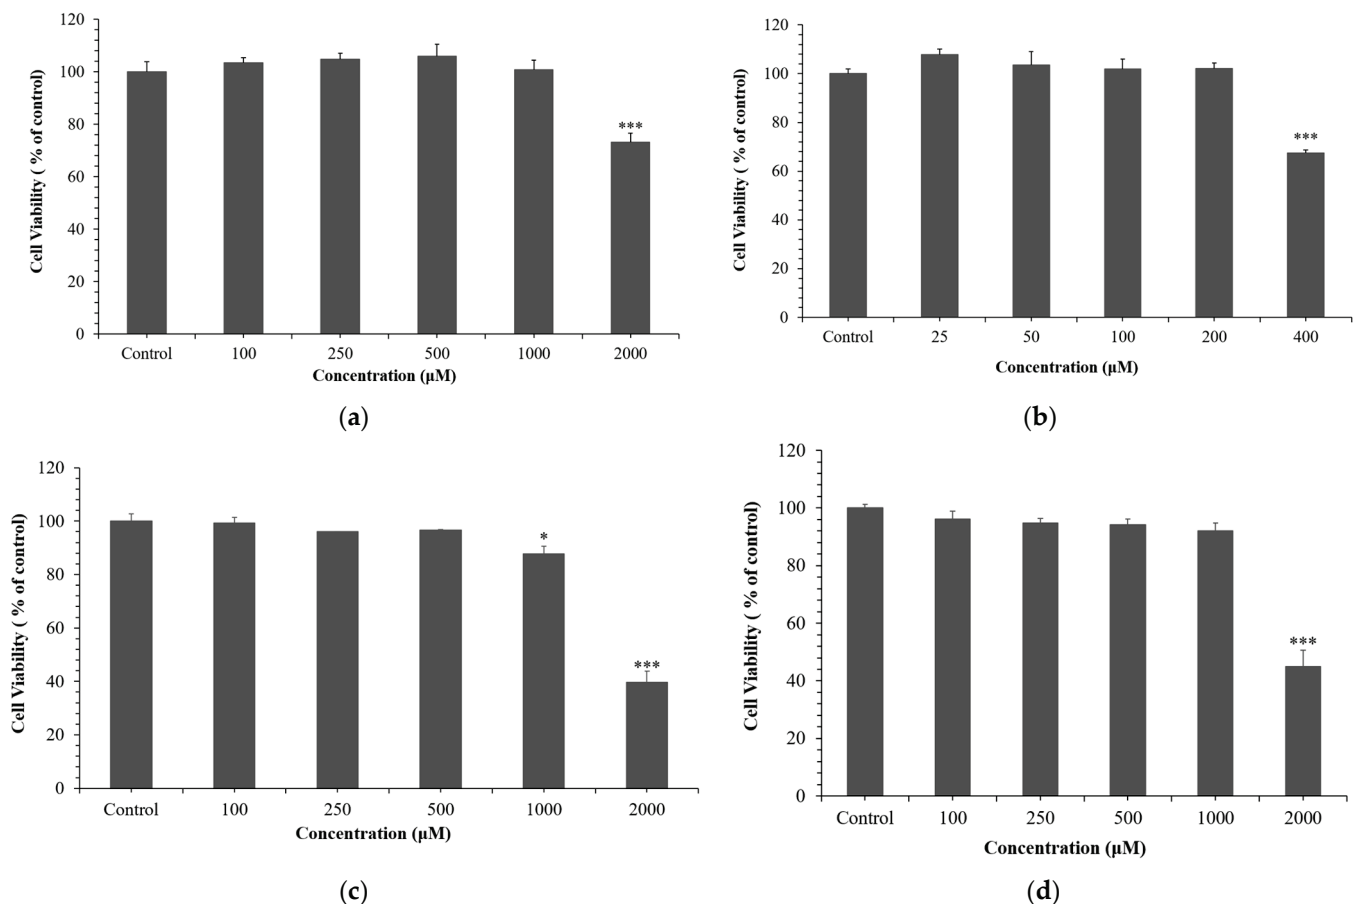 120
100
80
60
40
20
0
Cell Viability ( % of control)
***
Control 100 250 500 1000 2000
Concentration (µM)
(a)
120
100
80
60
40
20
0
Cell Viability ( % of control)
***
Control 25 50 100 200 400
Concentration (µM)
(b)
120
100
80
60
40
20
0
Cell Viability ( % of control)
*
***
Control 100 250 500 1000 2000
Concentration (µM)
(c)
120
100
80
60
40
20
0
Cell Viability ( % of control)
***
Control 100 250 500 1000 2000
Concentration (µM)
(d)